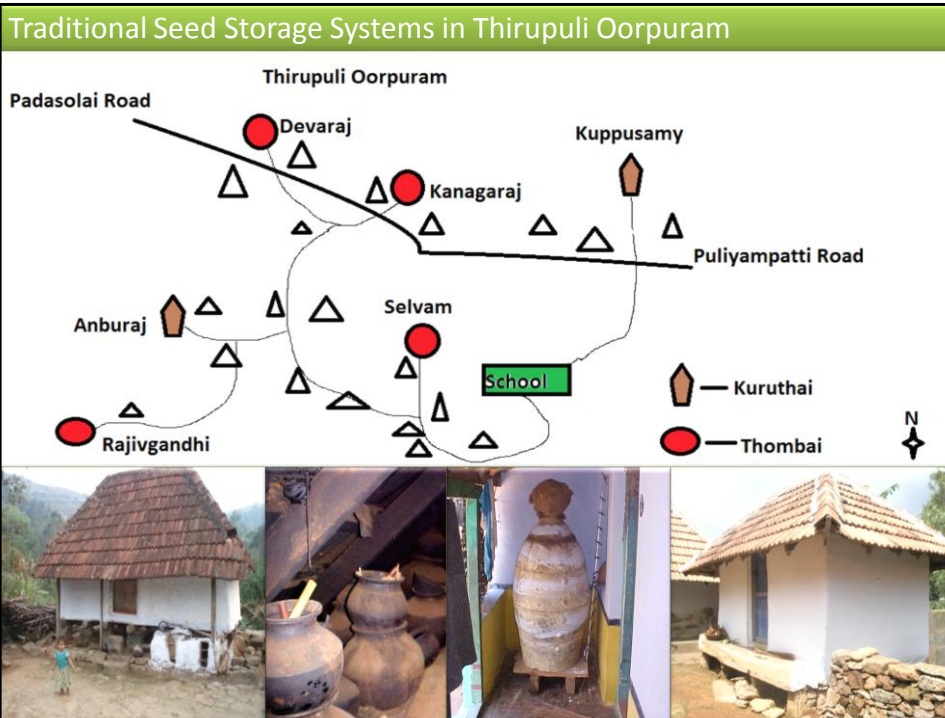 Traditional Seed Storage Systems in Thirupuli Oorpuram
Thirupuli Oorpuram
Padasolai Road
Devaraj
Kuppusamy
Kanagaraj
Puliyampatti Road
Selvam
Anburaj
School
Kuruthai
N
Rajivgandhi
Thombai